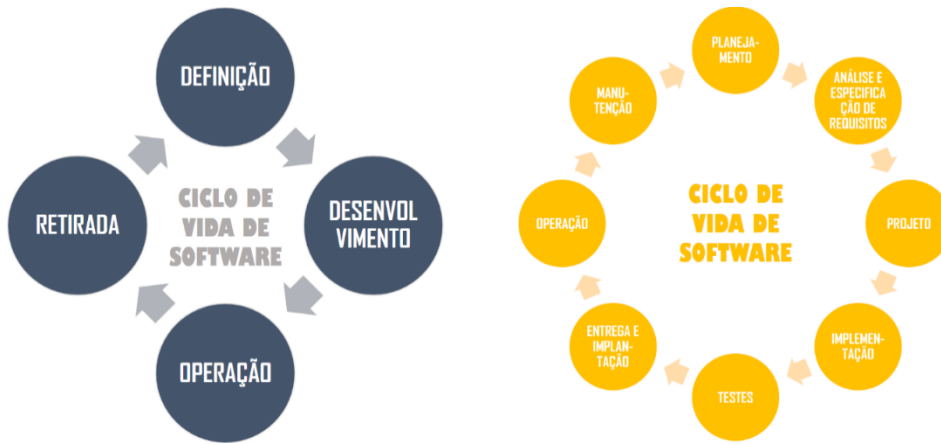 DEFINIÇÃO
DESENVOL
VIMENTO
OPERAÇÃO
RETIRADA
CICLO DE
VIDA DE
SOFTWARE
PLANEJA-
MENTO
ANÁLISE E
ESPECIFICA
ÇÃO DE
REQUISITOS
PROJETO
IMPLEMEN-
TAÇÃO
TESTES
ENTREGA E
IMPLAN-
TAÇÃO
OPERAÇÃO
MANU-
TENÇÃO
CICLO DE
VIDA DE
SOFTWARE